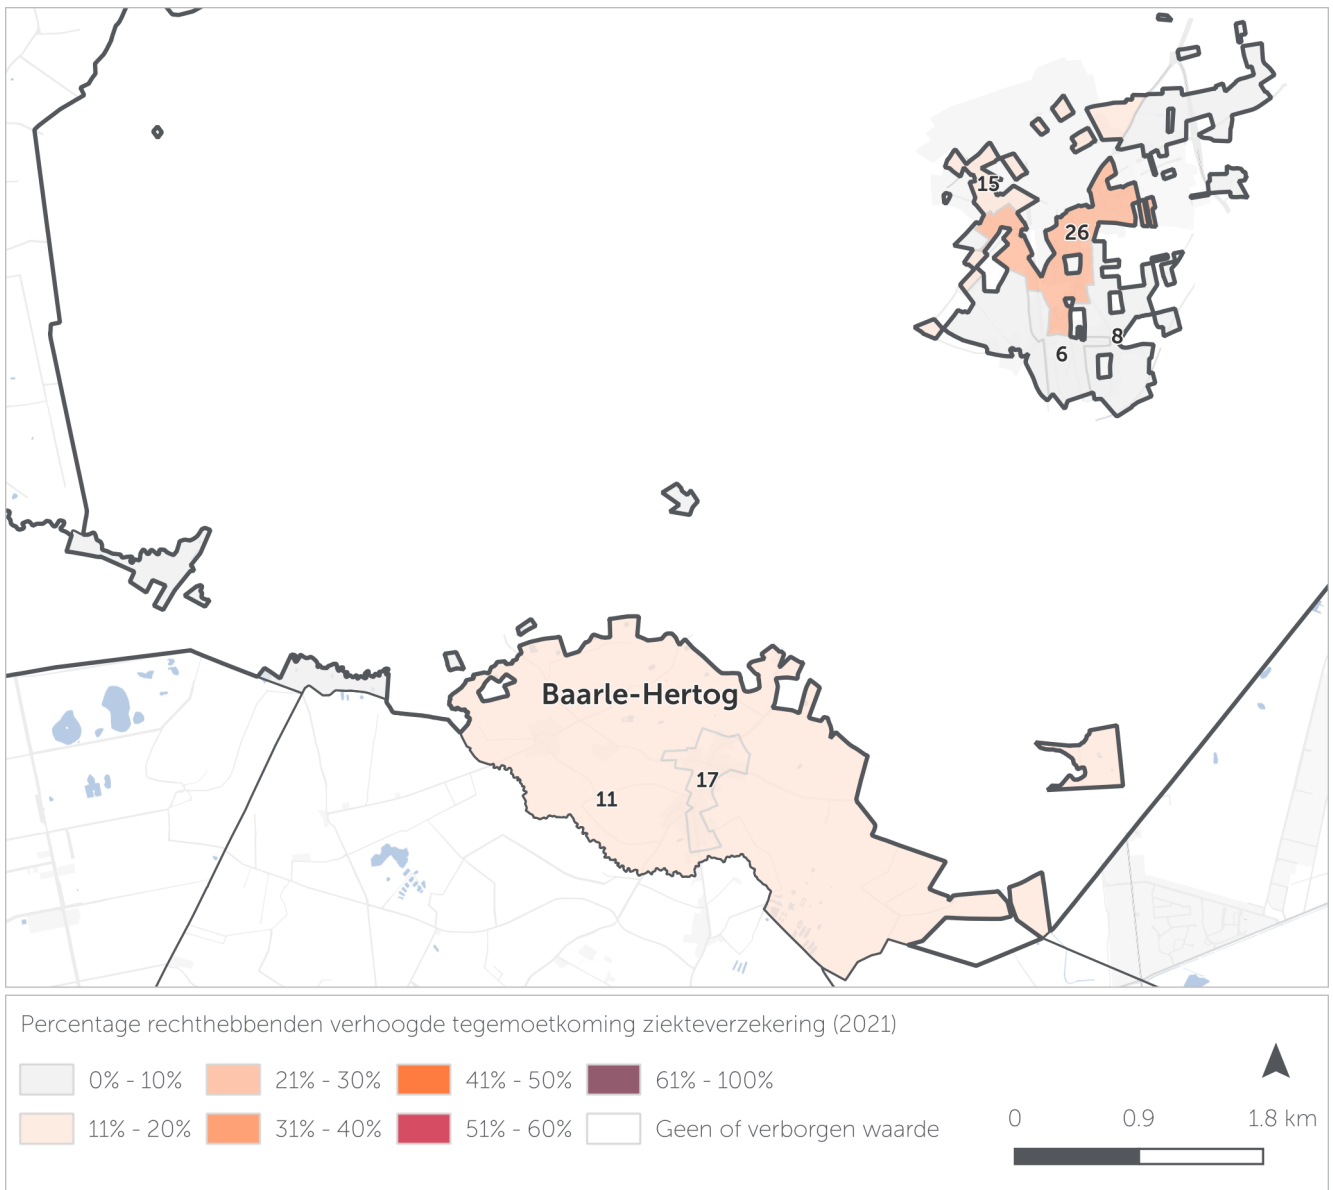 15
26
8
6
Baarle-Hertog
17
11
Percentage rechthebbenden verhoogde tegemoetkoming ziekteverzekering (2021)
0% - 10%
21% - 30%
41% - 50%
61% - 100%
11% - 20%
31% - 40%
51% - 60%
Geen of verborgen waarde
0 0.9 1.8 km